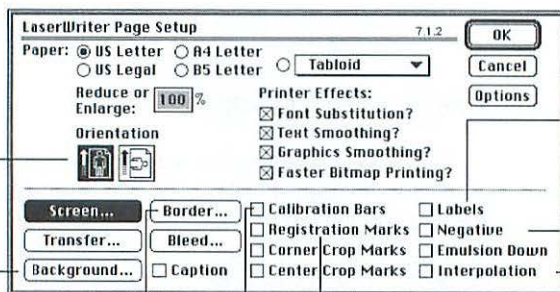 LaserWriter Page Setup 7.1.2 OK
Paper: US Letter A4 Letter
US Legal B5 Letter Tabloid Cancel
Reduce or Enlarge: 100 % Printer Effects: Options
Font Substitution?
Orientation Text Smoothing?
Graphics Smoothing?
Faster Bitmap Printing?
Screen... Border... Calibration Bars Labels
Transfer... Bleed... Registration Marks Negative
Corner Crop Marks Emulsion Down
Background... Caption Center Crop Marks Interpolation